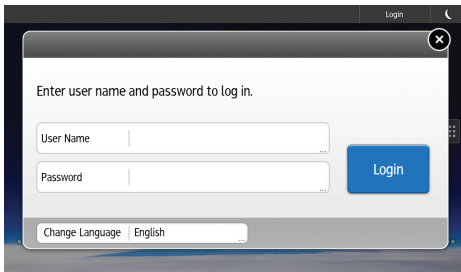 Login
Enter user name and password to log in.
User Name
...
Password
...
Login
Change Language English
...